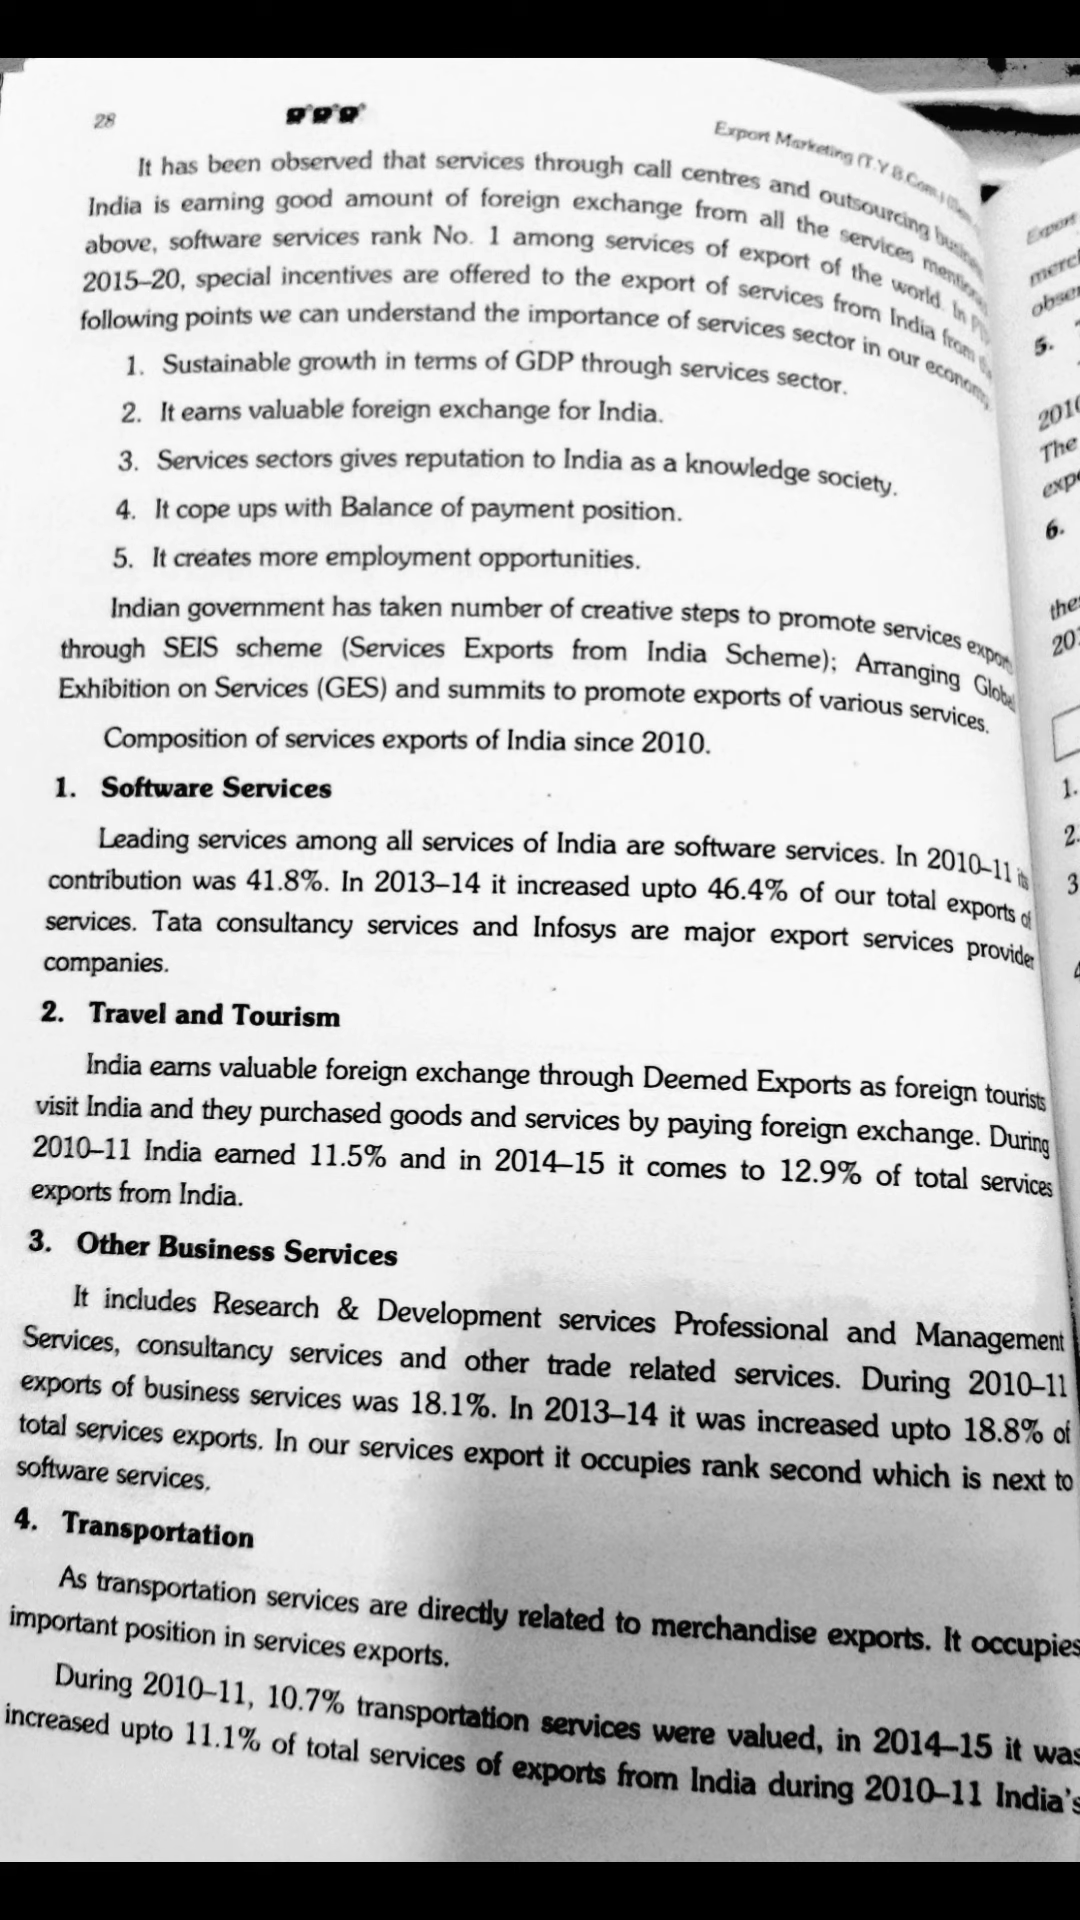 28
Export Marketing (T.Y.B.Com.)
It has been observed that services through call centres and outsourcing
India is earning good amount of foreign exchange from all the services
above, software services rank No. 1 among services of export of the world. In
2015–20, special incentives are offered to the export of services from India from
following points we can understand the importance of services sector in our economy
1. Sustainable growth in terms of GDP through services sector.
2. It earns valuable foreign exchange for India.
3. Services sectors gives reputation to India as a knowledge society.
4. It cope ups with Balance of payment position.
5. It creates more employment opportunities.
Indian government has taken number of creative steps to promote services
through SEIS scheme (Services Exports from India Scheme); Arranging Global
Exhibition on Services (GES) and summits to promote exports of various services.
Composition of services exports of India since 2010.
1. Software Services
Leading services among all services of India are software services. In 2010–11 its
contribution was 41.8%. In 2013–14 it increased upto 46.4% of our total exports of
services. Tata consultancy services and Infosys are major export services provider
companies.
2. Travel and Tourism
India earns valuable foreign exchange through Deemed Exports as foreign tourists
visit India and they purchased goods and services by paying foreign exchange. During
2010–11 India earned 11.5% and in 2014–15 it comes to 12.9% of total services
exports from India.
3. Other Business Services
It includes Research & Development services Professional and Management
Services, consultancy services and other trade related services. During 2010–11
exports of business services was 18.1%. In 2013–14 it was increased upto 18.8% of
total services exports. In our services export it occupies rank second which is next to
software services.
4. Transportation
As transportation services are directly related to merchandise exports. It occupies
important position in services exports.
During 2010–11, 10.7% transportation services were valued, in 2014–15 it was
increased upto 11.1% of total services of exports from India during 2010–11 India's
Export
5.
The
6.
1.
2.
3